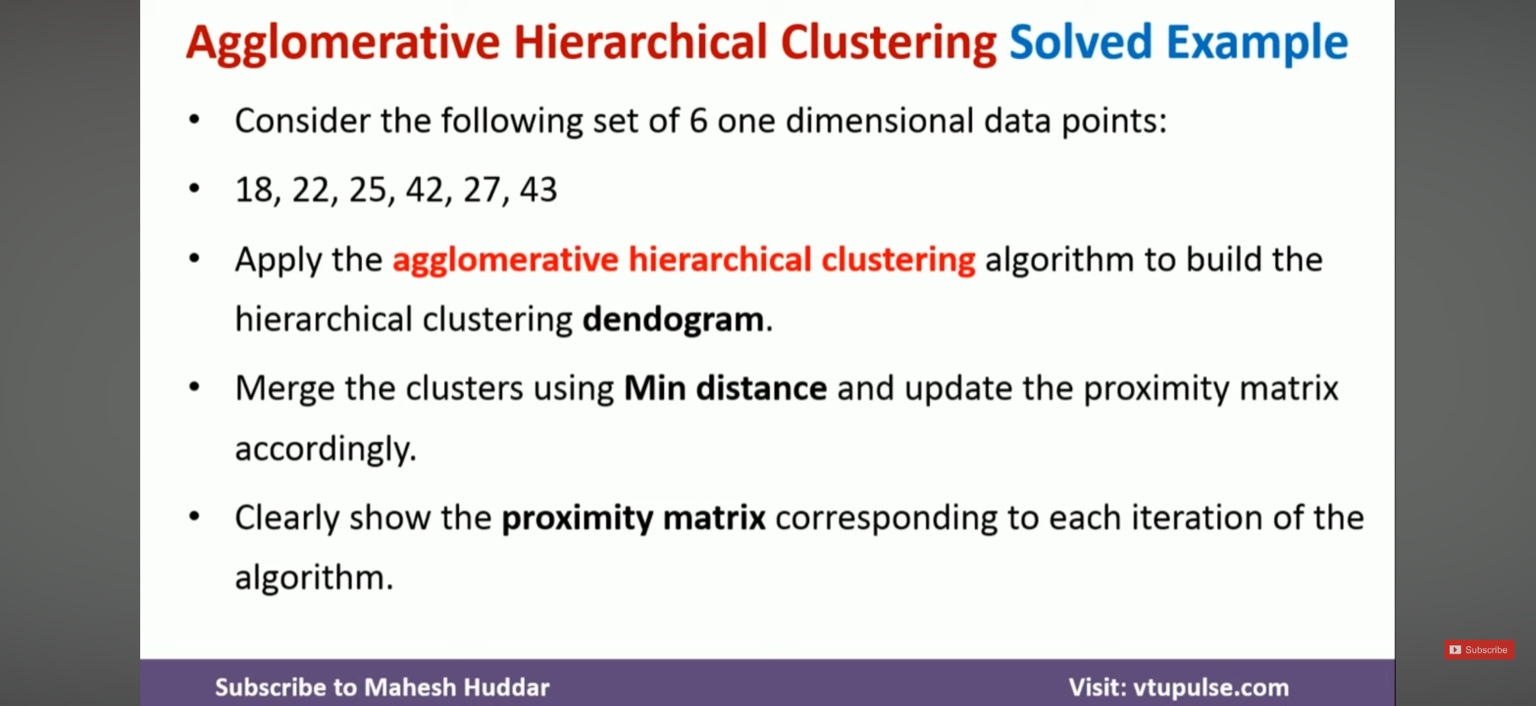 Agglomerative Hierarchical Clustering Solved Example
• Consider the following set of 6 one dimensional data points:
• 18, 22, 25, 42, 27, 43
• Apply the agglomerative hierarchical clustering algorithm to build the
hierarchical clustering dendogram.
• Merge the clusters using Min distance and update the proximity matrix
accordingly.
• Clearly show the proximity matrix corresponding to each iteration of the
algorithm.
Subscribe
Subscribe to Mahesh Huddar
Visit: vtupulse.com